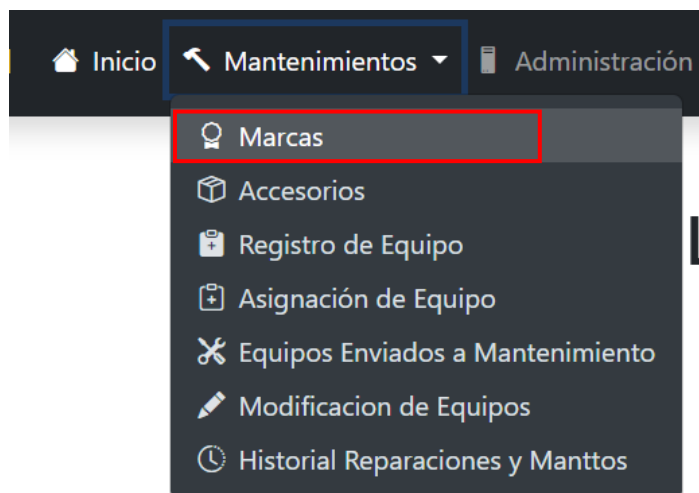 Inicio Mantenimientos Administración
Marcas
Accesorios
Registro de Equipo
Asignación de Equipo
Equipos Enviados a Mantenimiento
Modificacion de Equipos
Historial Reparaciones y Manttos